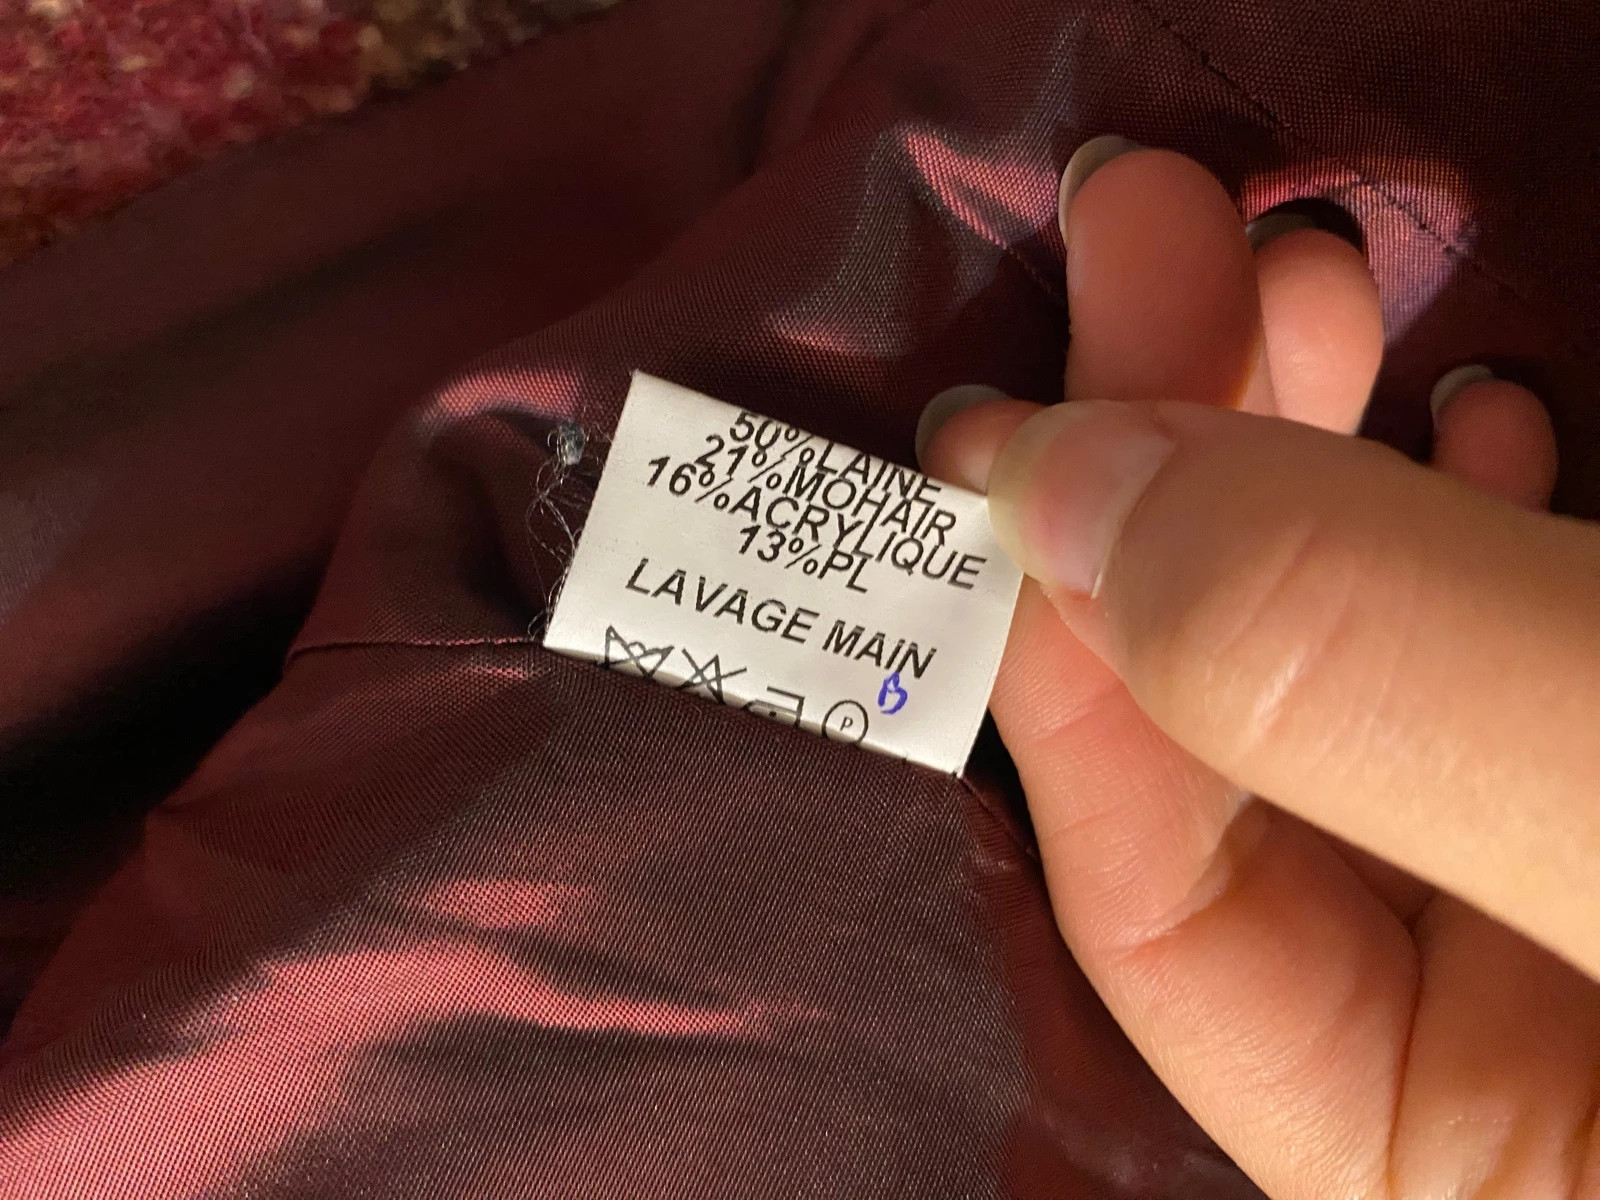 50%LAINE
21%MOHAIR
16%ACRYLIQUE
13%PL
LAVAGE MAIN
B
P